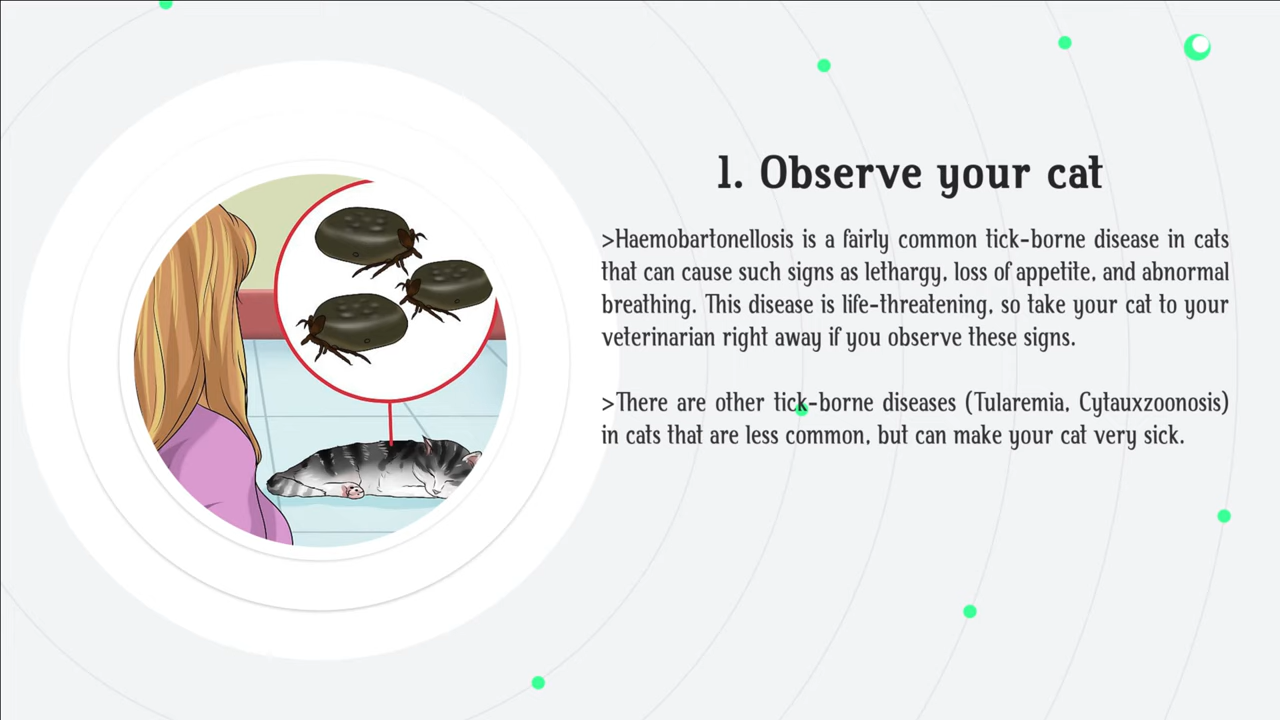 1. Observe your cat
>Haemobartonellosis is a fairly common tick-borne disease in cats
that can cause such signs as lethargy, loss of appetite, and abnormal
breathing. This disease is life-threatening, so take your cat to your
veterinarian right away if you observe these signs.
>There are other tick-borne diseases (Tularemia, Cytauxzoonosis)
in cats that are less common, but can make your cat very sick.